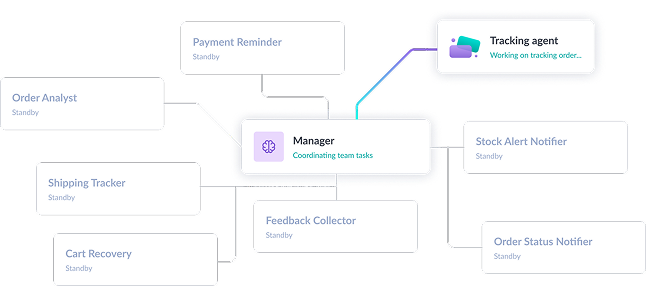 Payment Reminder
Standby
Tracking agent
Working on tracking order...
Order Analyst
Standby
Manager
Coordinating team tasks
Stock Alert Notifier
Standby
Shipping Tracker
Standby
Feedback Collector
Standby
Cart Recovery
Standby
Order Status Notifier
Standby